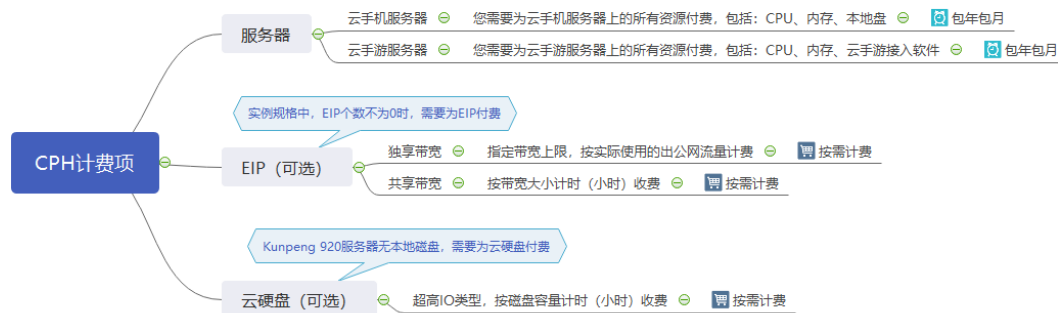 CPH计费项
服务器
云手机服务器
您需要为云手机服务器上的所有资源付费，包括：CPU、内存、本地盘
包年包月
云手游服务器
您需要为云手游服务器上的所有资源付费，包括：CPU、内存、云手游接入软件
包年包月
实例规格中，EIP个数不为0时，需要为EIP付费
EIP（可选）
独享带宽
指定带宽上限，按实际使用的出公网流量计费
按需计费
共享带宽
按带宽大小计时（小时）收费
按需计费
Kunpeng 920服务器无本地磁盘，需要为云硬盘付费
云硬盘（可选）
超高IO类型，按磁盘容量计时（小时）收费
按需计费